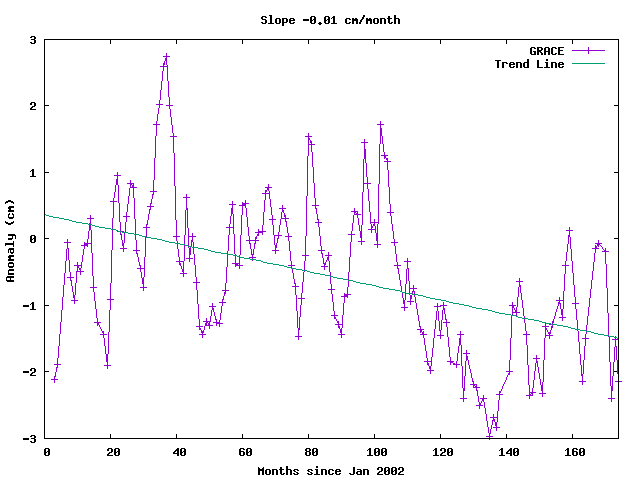 Slope -0.01 cm/month
GRACE
Trend Line
3
2
1
0
-1
-2
-3
Anomaly (cm)
0 20 40 60 80 100 120 140 160
Months since Jan 2002